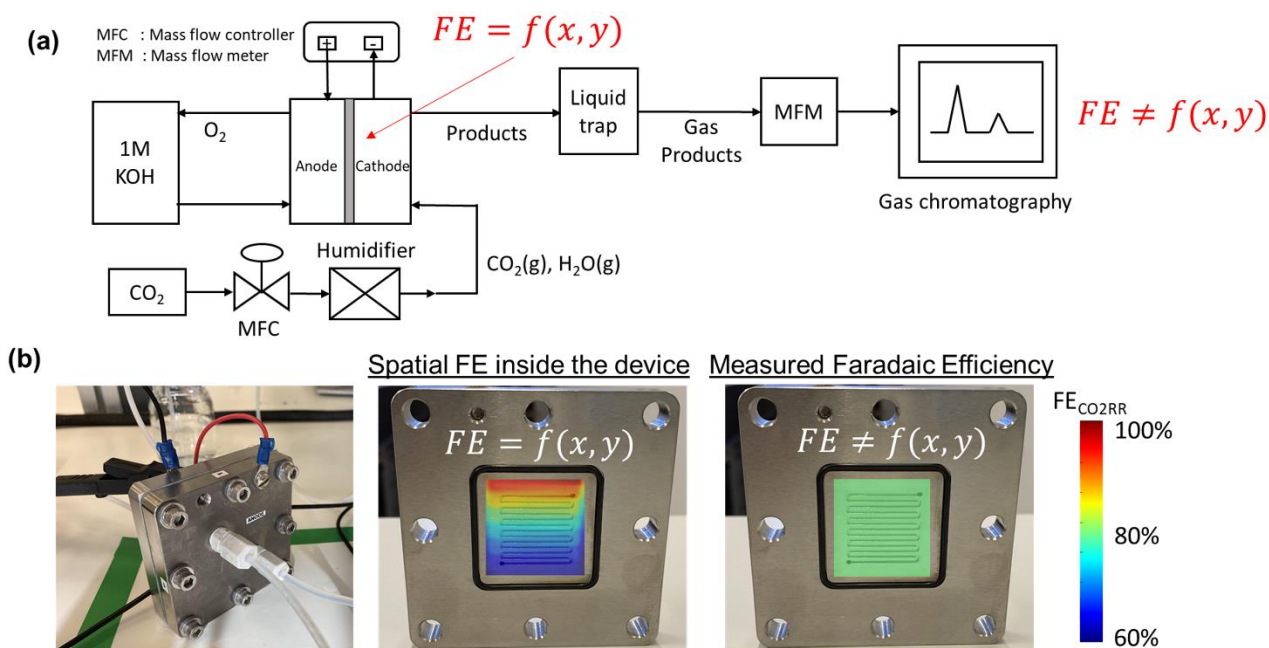 (a)
MFC : Mass flow controller
MFM : Mass flow meter
+ -
FE = f(x, y)
1M
KOH
O₂
Anode
Cathode
Products
Liquid
trap
Gas
Products
MFM
Gas chromatography
FE ≠ f(x, y)
CO₂
MFC
Humidifier
CO₂(g), H₂O(g)
(b)
ANODE
Spatial FE inside the device
FE = f(x, y)
Measured Faradaic Efficiency
FE ≠ f(x, y)
FE_CO2RR
100%
80%
60%